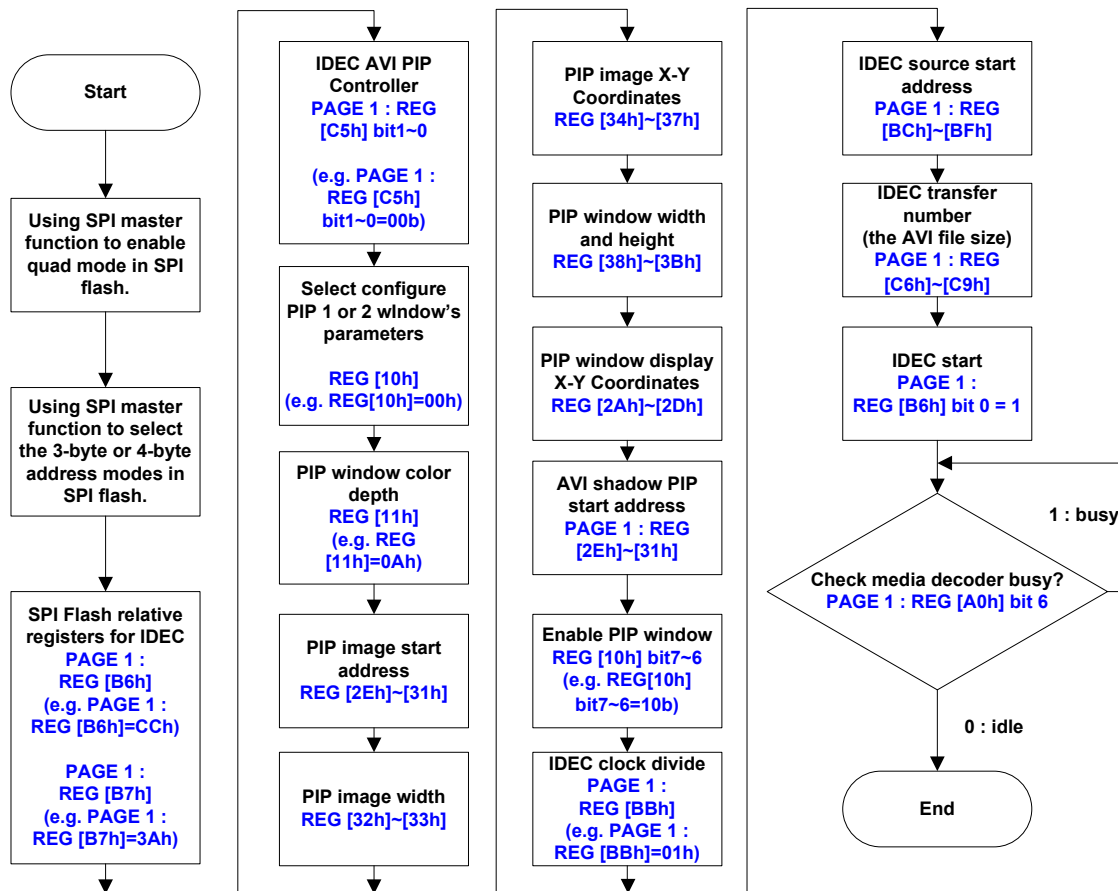 Start
Using SPI master
function to enable
quad mode in SPI
flash.
Using SPI master
function to select
the 3-byte or 4-byte
address modes in
SPI flash.
SPI Flash relative
registers for IDEC
PAGE 1 :
REG [B6h]
(e.g. PAGE 1 :
REG [B6h]=CCh)
PAGE 1 :
REG [B7h]
(e.g. PAGE 1 :
REG [B7h]=3Ah)
IDEC AVI PIP
Controller
PAGE 1 : REG
[C5h] bit1~0
(e.g. PAGE 1 :
REG [C5h]
bit1~0=00b)
Select configure
PIP 1 or 2 wIndow's
parameters
REG [10h]
(e.g. REG[10h]=00h)
PIP window color
depth
REG [11h]
(e.g. REG
[11h]=0Ah)
PIP image start
address
REG [2Eh]~[31h]
PIP image width
REG [32h]~[33h]
PIP image X-Y
Coordinates
REG [34h]~[37h]
PIP window width
and height
REG [38h]~[3Bh]
PIP window display
X-Y Coordinates
REG [2Ah]~[2Dh]
AVI shadow PIP
start address
PAGE 1 : REG
[2Eh]~[31h]
Enable PIP window
REG [10h] bit7~6
(e.g. REG[10h]
bit7~6=10b)
IDEC clock divide
PAGE 1 :
REG [BBh]
(e.g. PAGE 1 :
REG [BBh]=01h)
IDEC source start
address
PAGE 1 : REG
[BCh]~[BFh]
IDEC transfer
number
(the AVI file size)
PAGE 1 : REG
[C6h]~[C9h]
IDEC start
PAGE 1 :
REG [B6h] bit 0 = 1
1 : busy
Check media decoder busy?
PAGE 1 : REG [A0h] bit 6
0 : idle
End